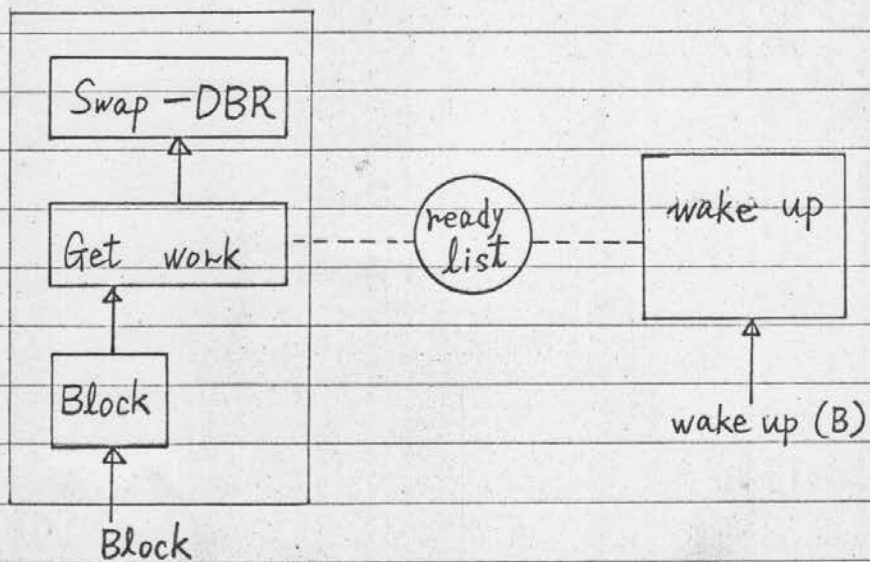 Swap-DBR
Get work
ready
list
wake up
Block
wake up (B)
Block